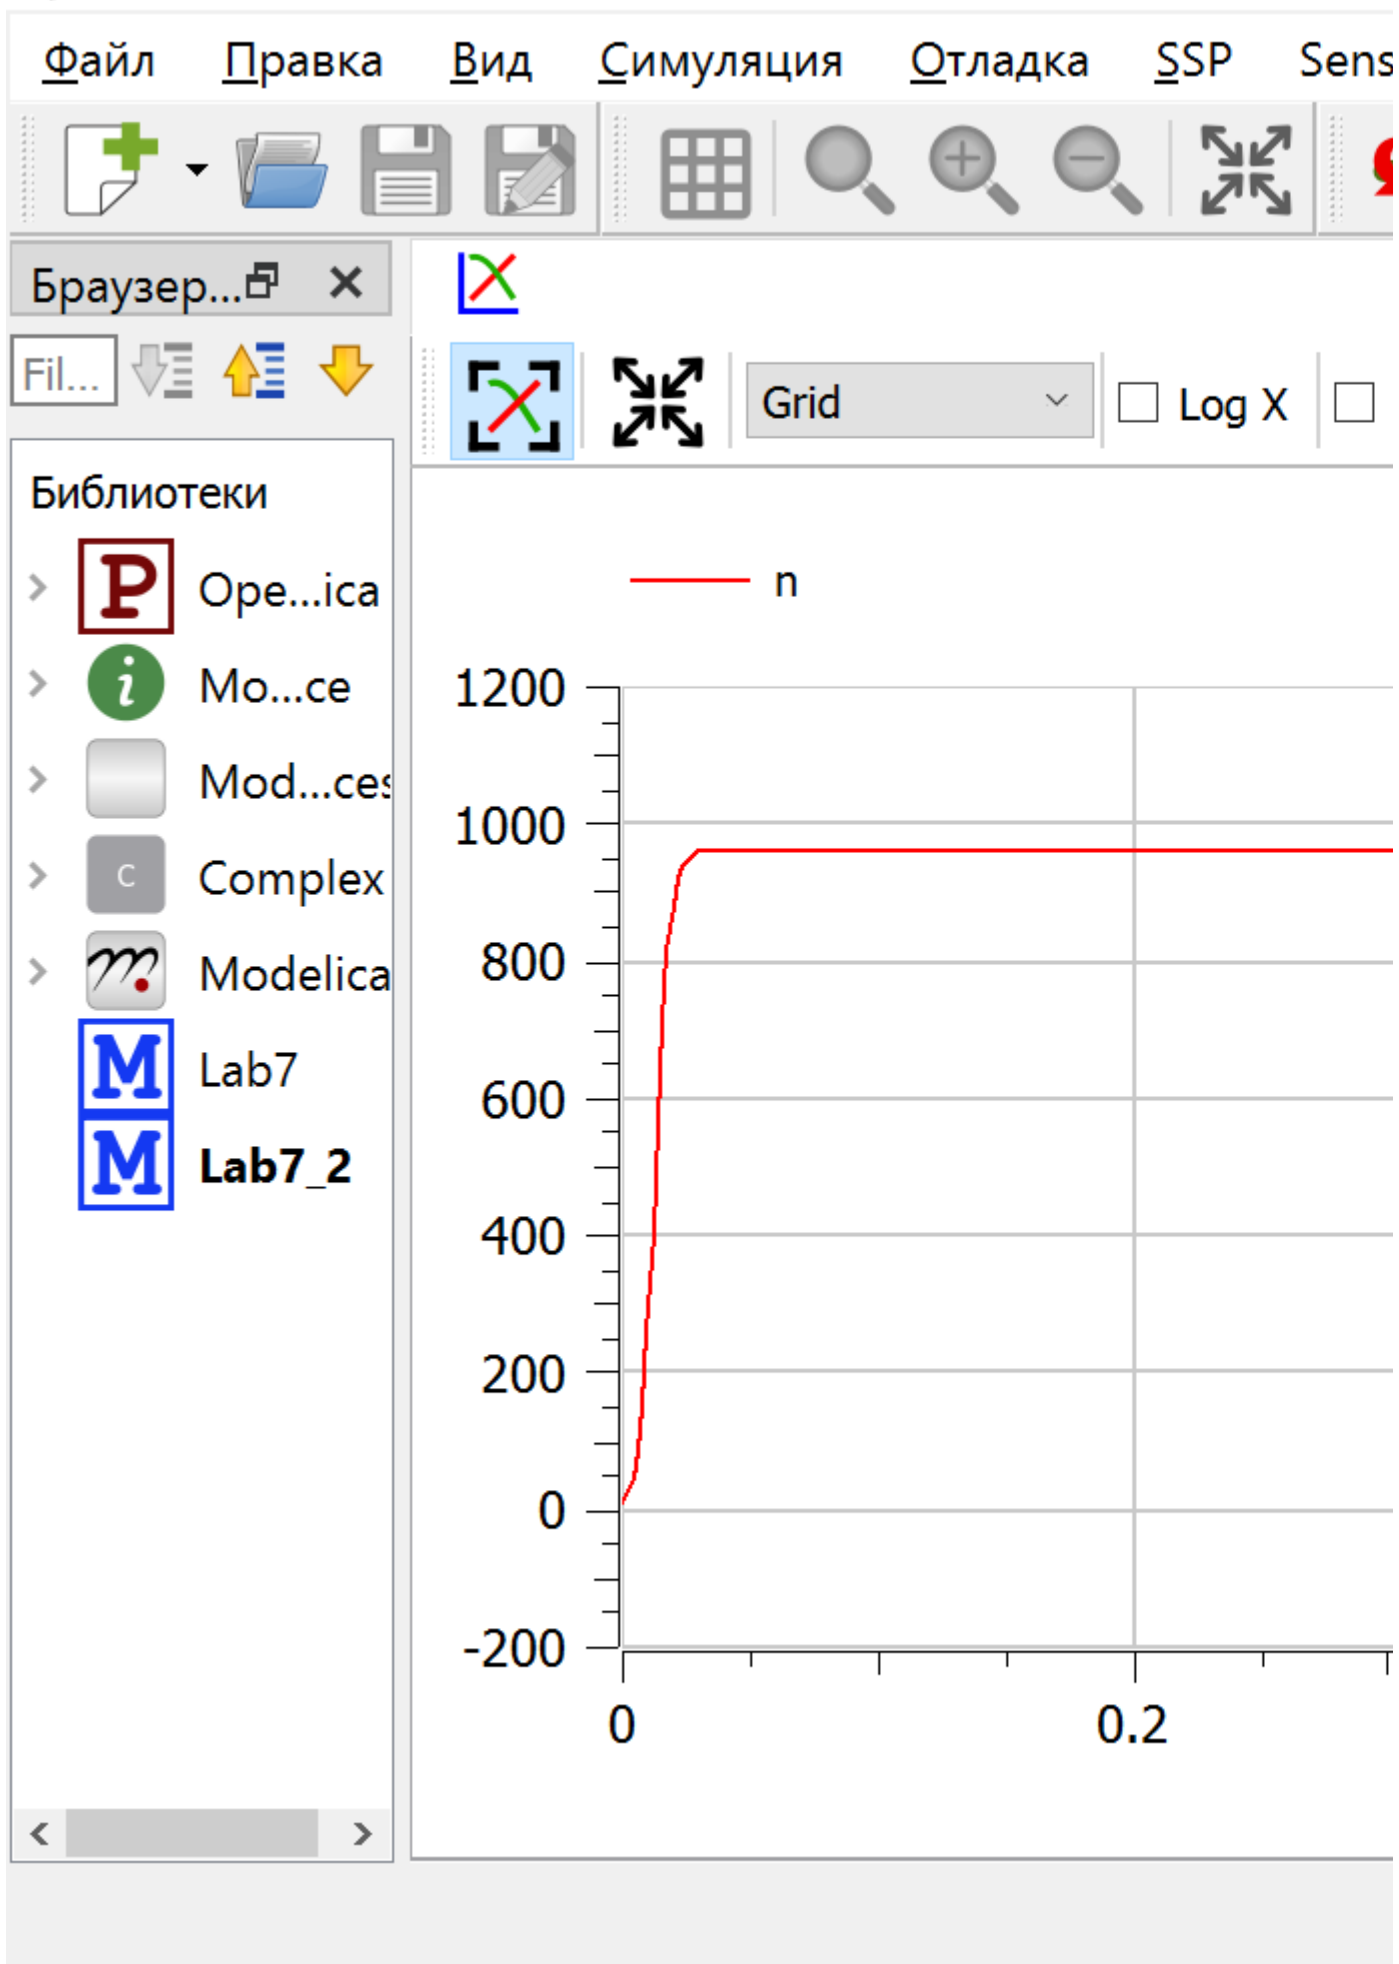 Файл Правка Вид Симуляция Отладка SSP Sens
Браузер...
Fil...
Grid Log X
Библиотеки
P Ope...ica
i Mo...ce
Mod...ces
C Complex
m Modelica
M Lab7
M Lab7_2
n
1200
1000
800
600
400
200
0
-200
0 0.2